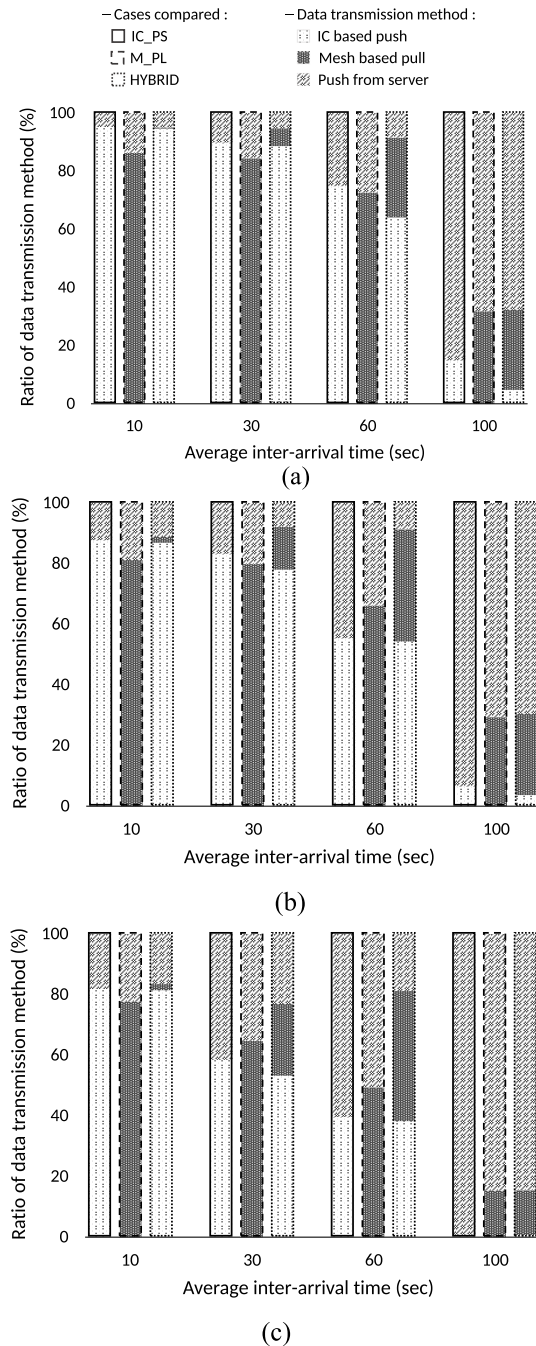 Cases compared : Data transmission method :
IC_PS IC based push
M_PL Mesh based pull
HYBRID Push from server
Ratio of data transmission method (%)
100
80
60
40
20
0
10 30 60 100
Average inter-arrival time (sec)
(a)
Ratio of data transmission method (%)
100
80
60
40
20
0
10 30 60 100
Average inter-arrival time (sec)
(b)
Ratio of data transmission method (%)
100
80
60
40
20
0
10 30 60 100
Average inter-arrival time (sec)
(c)